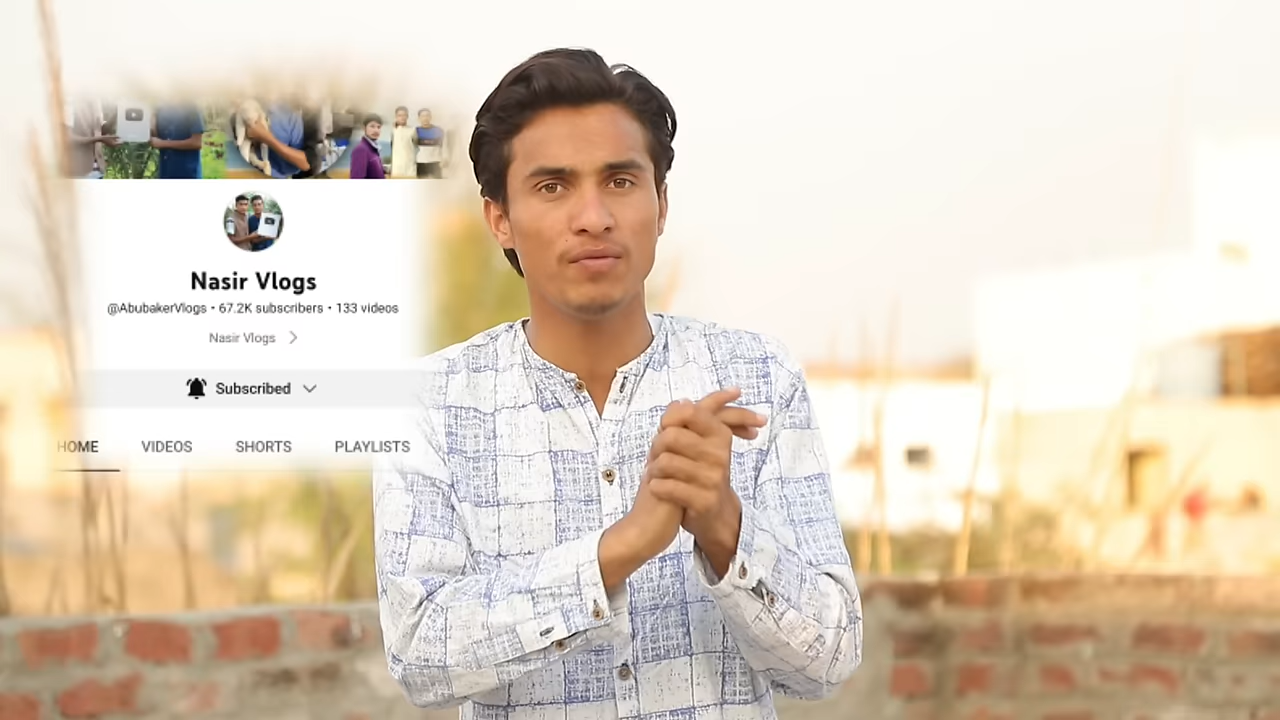 Nasir Vlogs
@AbubakerVlogs • 67.2K subscribers • 133 videos
Nasir Vlogs
Subscribed
HOME VIDEOS SHORTS PLAYLISTS